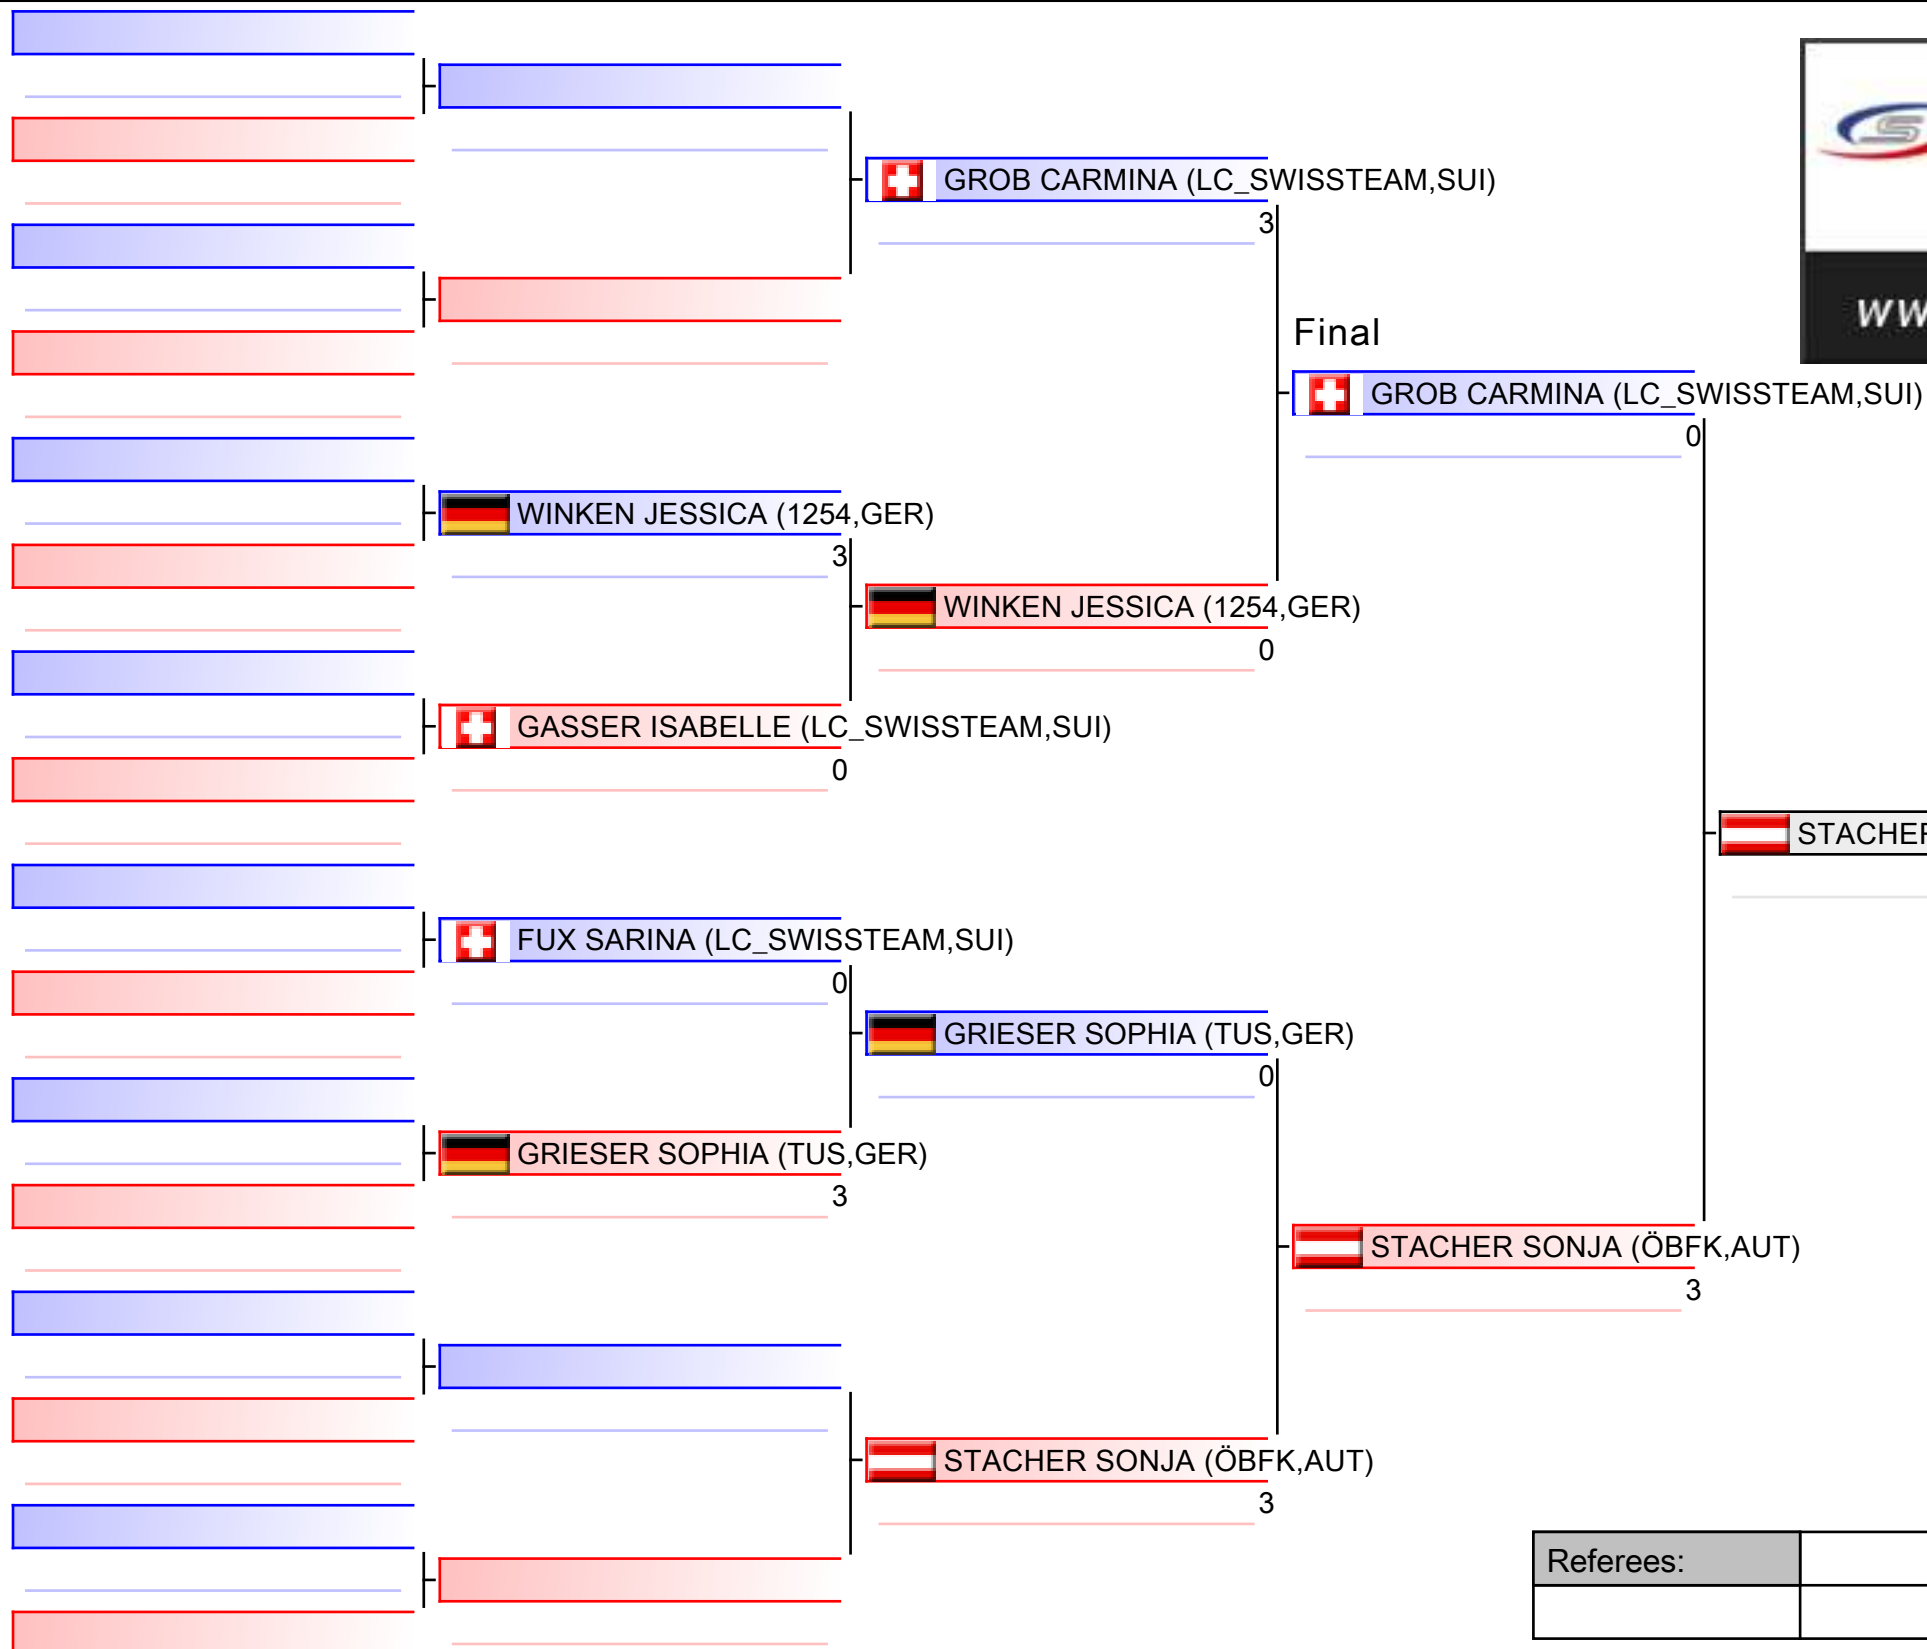 GROB CARMINA (LC_SWISSTEAM,SUI)
3
Final
GROB CARMINA (LC_SWISSTEAM,SUI)
0
WINKEN JESSICA (1254,GER)
3
WINKEN JESSICA (1254,GER)
0
GASSER ISABELLE (LC_SWISSTEAM,SUI)
0
STACHER
FUX SARINA (LC_SWISSTEAM,SUI)
0
GRIESER SOPHIA (TUS,GER)
0
GRIESER SOPHIA (TUS,GER)
3
STACHER SONJA (ÖBFK,AUT)
3
STACHER SONJA (ÖBFK,AUT)
3
Referees: